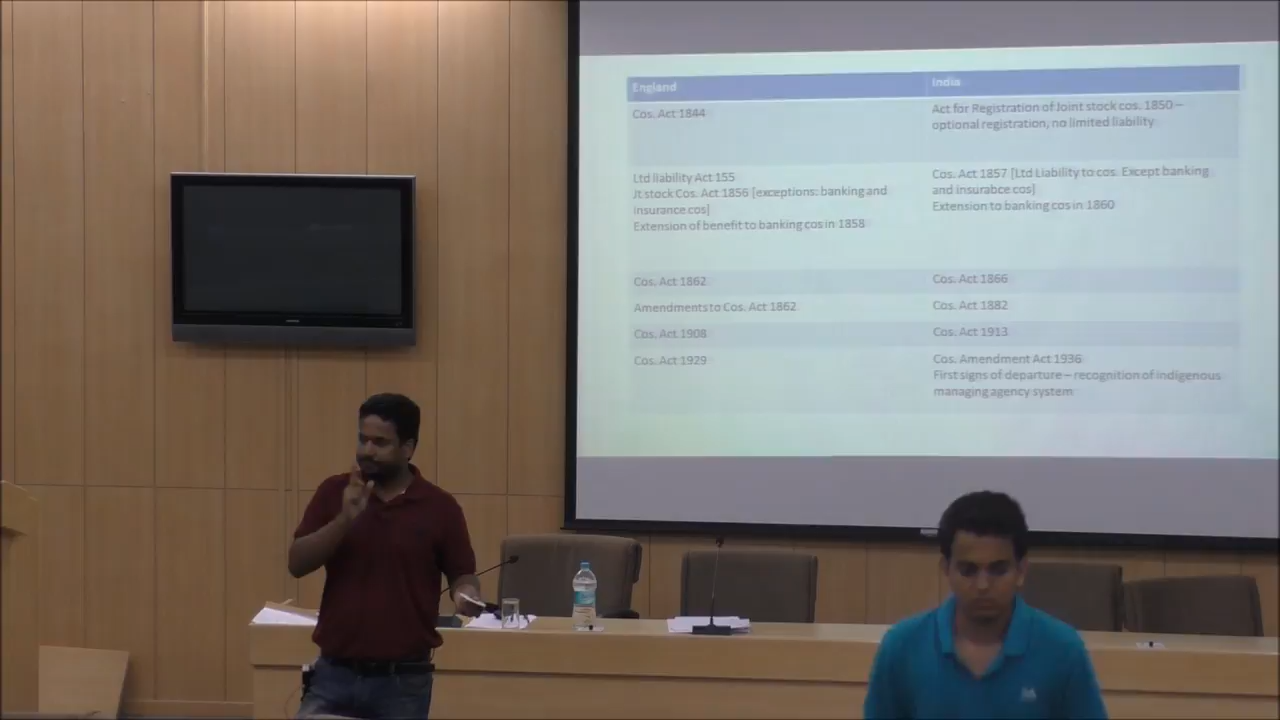 England India
Cos. Act 1844
Act for Registration of Joint stock cos. 1850 –
optional registration, no limited liability
Ltd liability Act 155
Jt stock Cos. Act 1856 [exceptions: banking and
insurance cos]
Extension of benefit to banking cos in 1858
Cos. Act 1857 [Ltd Liability to cos. Except banking
and insurabce cos]
Extension to banking cos in 1860
Cos. Act 1862
Cos. Act 1866
Amendments to Cos. Act 1862
Cos. Act 1882
Cos. Act 1908
Cos. Act 1913
Cos. Act 1929
Cos. Amendment Act 1936
First signs of departure – recognition of indigenous
managing agency system